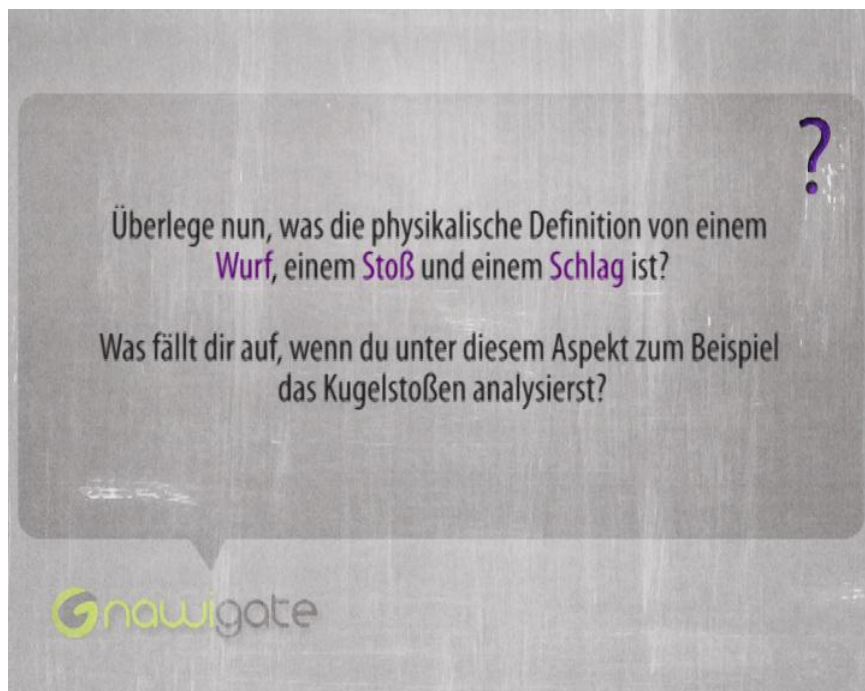 ?
Überlege nun, was die physikalische Definition von einem
Wurf, einem Stoß und einem Schlag ist?
Was fällt dir auf, wenn du unter diesem Aspekt zum Beispiel
das Kugelstoßen analysierst?
nawigate